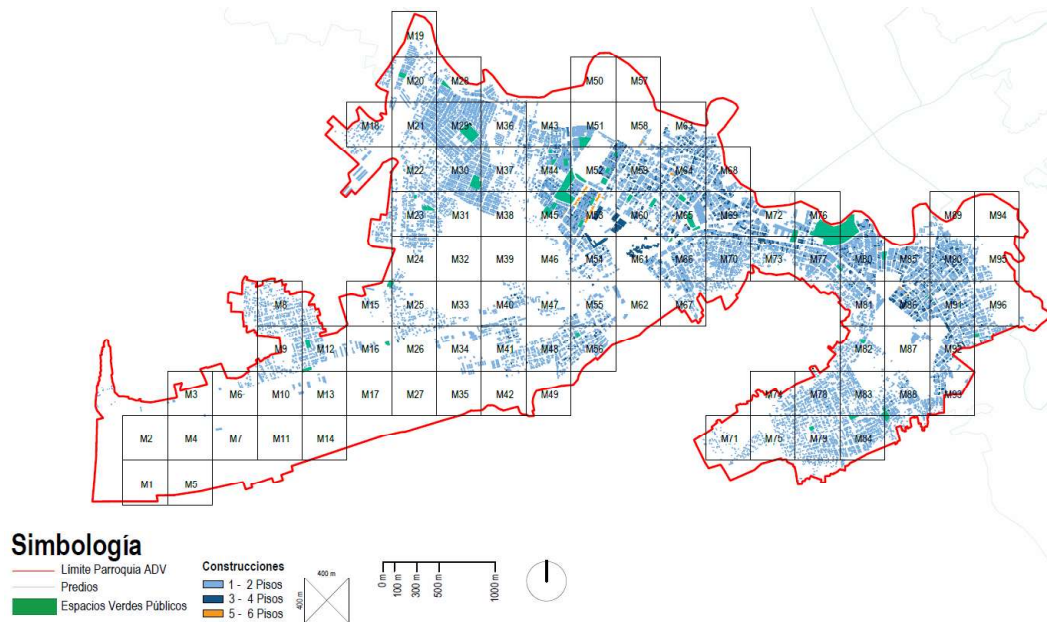 M19
M20 M28 M50 M57
M18 M21 M29 M36 M43 M51 M58 M63
M22 M30 M37 M44 M52 M59 M64 M68
M23 M31 M38 M45 M53 M60 M65 M69 M72 M76 M89 M94
M24 M32 M39 M46 M54 M61 M66 M70 M73 M77 M80 M85 M90 M95
M8 M15 M25 M33 M40 M47 M55 M62 M67 M81 M86 M91 M96
M9 M12 M16 M26 M34 M41 M48 M56 M82 M87 M92
M3 M6 M10 M13 M17 M27 M35 M42 M49 M74 M78 M83 M88 M93
M2 M4 M7 M11 M14 M71 M75 M79 M84
M1 M5
Simbología
Límite Parroquia ADV
Predios
Espacios Verdes Públicos
Construcciones
1 - 2 Pisos
3 - 4 Pisos
5 - 6 Pisos
400 m
400 m
0 m
100 m
300 m
500 m
1000 m